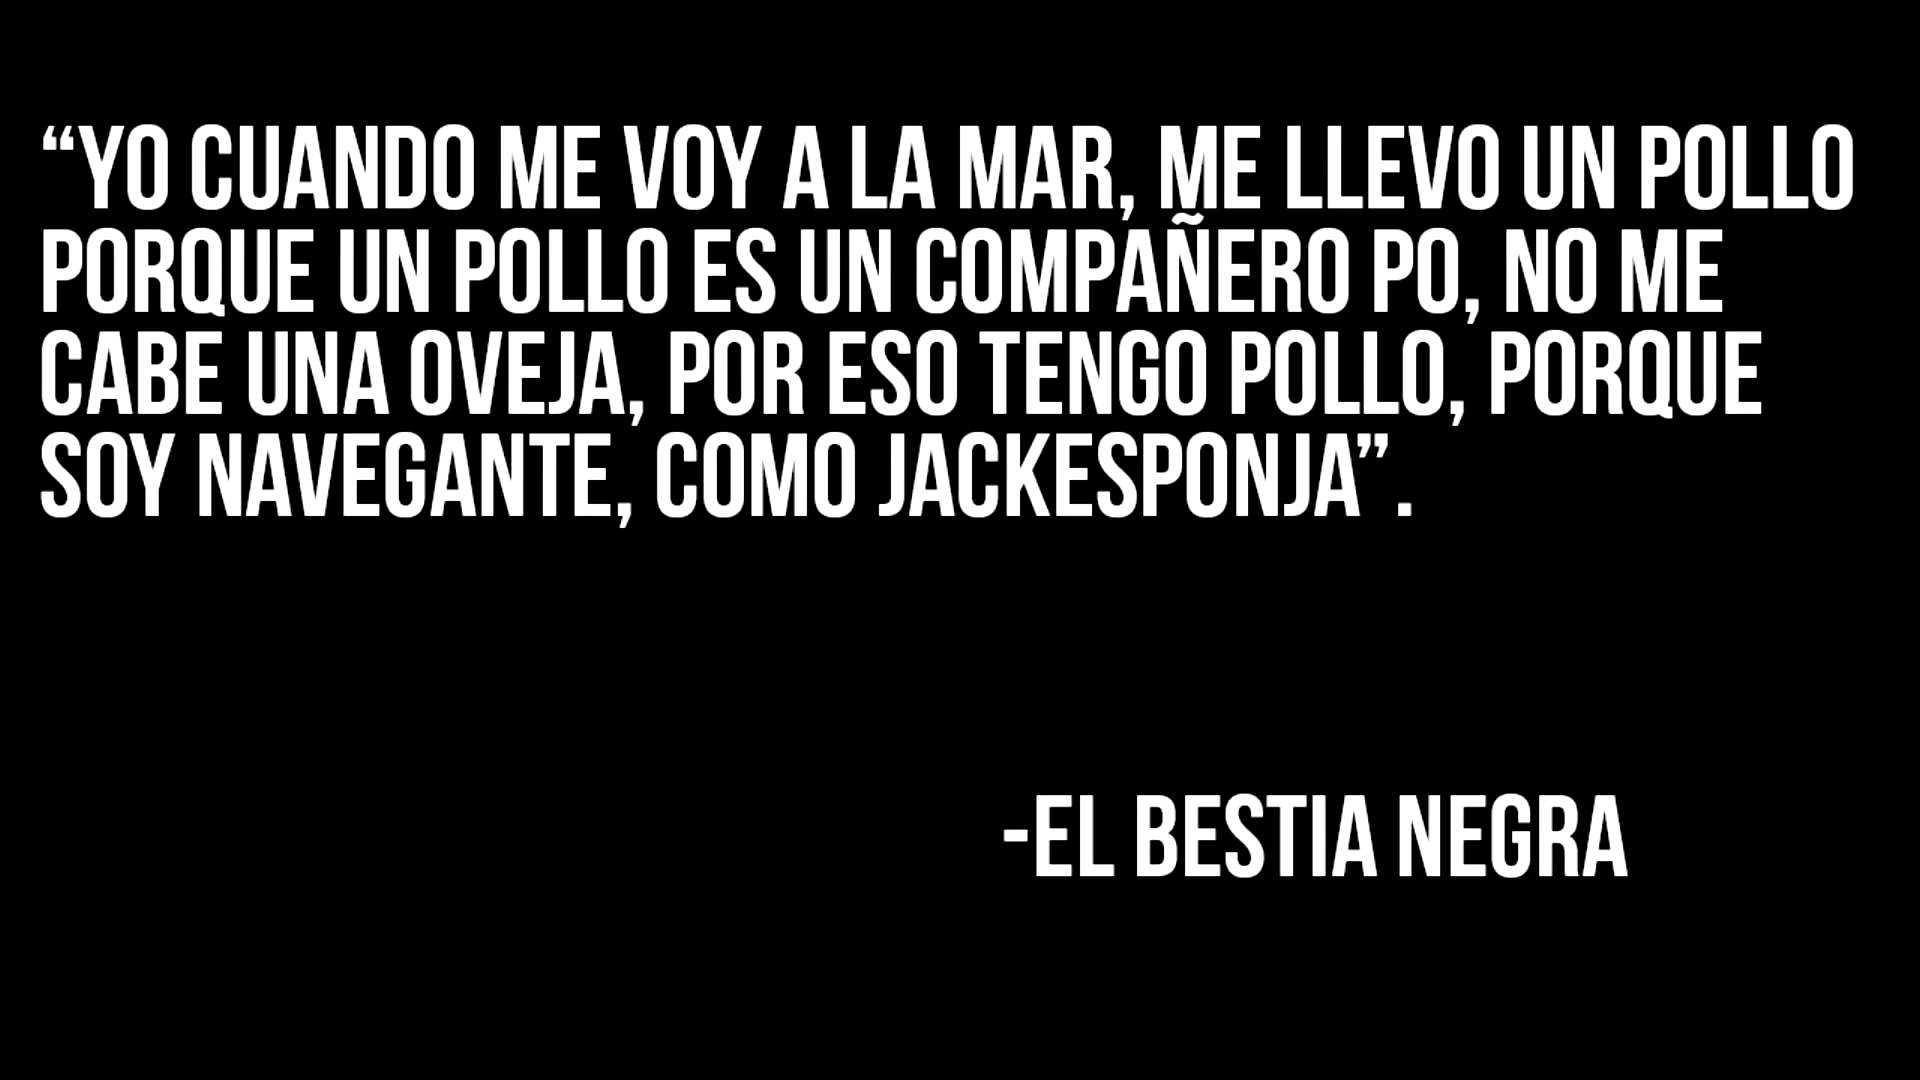 “YO CUANDO ME VOY A LA MAR, ME LLEVO UN POLLO
PORQUE UN POLLO ES UN COMPAÑERO PO, NO ME
CABE UNA OVEJA, POR ESO TENGO POLLO, PORQUE
SOY NAVEGANTE, COMO JACKESPONJA”.
-EL BESTIA NEGRA